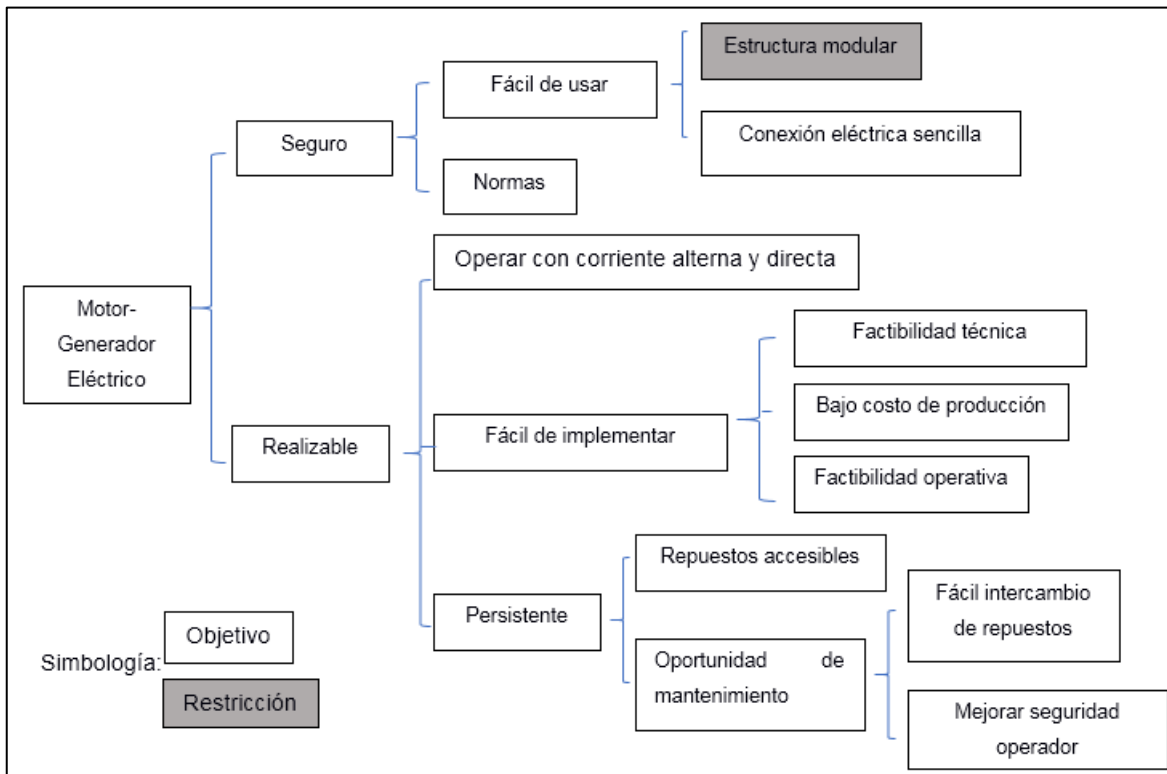 Estructura modular
Fácil de usar
Conexión eléctrica sencilla
Seguro
Normas
Operar con corriente alterna y directa
Motor-
Generador
Eléctrico
Factibilidad técnica
Bajo costo de producción
Fácil de implementar
Realizable
Factibilidad operativa
Repuestos accesibles
Persistente
Fácil intercambio
de repuestos
Oportunidad de
mantenimiento
Mejorar seguridad
operador
Simbología:
Objetivo
Restricción